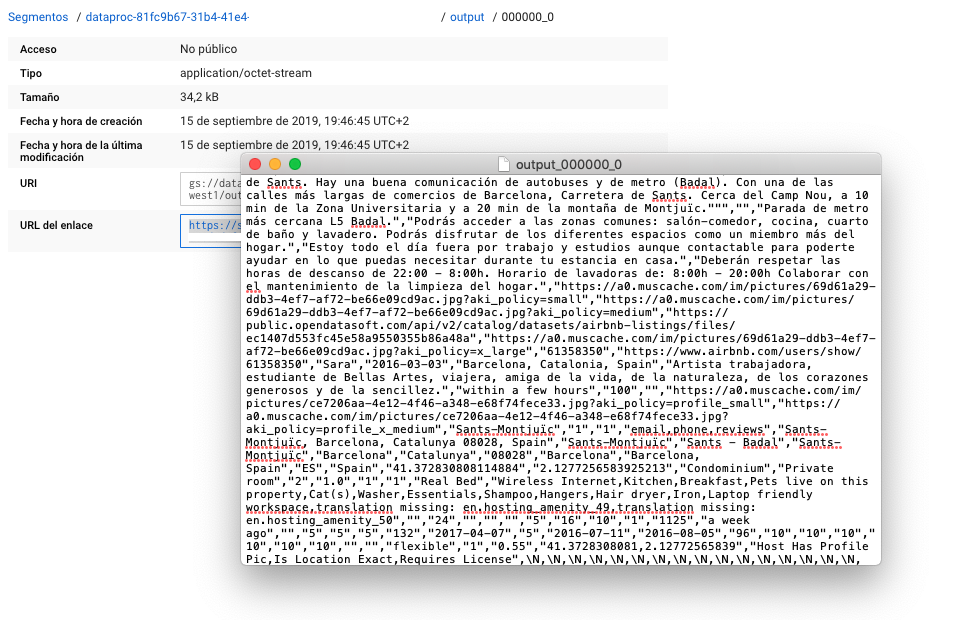 Segmentos / dataproc-81fc9b67-31b4-41e4- / output / 000000_0
Acceso No público
Tipo application/octet-stream
Tamaño 34,2 kB
Fecha y hora de creación 15 de septiembre de 2019, 19:46:45 UTC+2
Fecha y hora de la última modificación 15 de septiembre de 2019, 19:46:45 UTC+2
URI gs://data
west1/out
URL del enlace https://s
output_000000_0
de Sants. Hay una buena comunicación de autobuses y de metro (Badal). Con una de las
calles más largas de comercios de Barcelona, Carretera de Sants. Cerca del Camp Nou, a 10
min de la Zona Universitaria y a 20 min de la montaña de Montjuïc.""","","Parada de metro
más cercana L5 Badal.","Podrás acceder a las zonas comunes: salón-comedor, cocina, cuarto
de baño y lavadero. Podrás disfrutar de los diferentes espacios como un miembro más del
hogar.","Estoy todo el día fuera por trabajo y estudios aunque contactable para poderte
ayudar en lo que puedas necesitar durante tu estancia en casa.","Deberán respetar las
horas de descanso de 22:00 - 8:00h. Horario de lavadoras de: 8:00h - 20:00h Colaborar con
el mantenimiento de la limpieza del hogar.","https://a0.muscache.com/im/pictures/69d61a29-
ddb3-4ef7-af72-be66e09cd9ac.jpg?aki_policy=small","https://a0.muscache.com/im/pictures/
69d61a29-ddb3-4ef7-af72-be66e09cd9ac.jpg?aki_policy=medium","https://
public.opendatasoft.com/api/v2/catalog/datasets/airbnb-listings/files/
ec1407d553fc45e58a9550355b86a48a","https://a0.muscache.com/im/pictures/69d61a29-ddb3-4ef7-
af72-be66e09cd9ac.jpg?aki_policy=x_large","61358350","https://www.airbnb.com/users/show/
61358350","Sara","2016-03-03","Barcelona, Catalonia, Spain","Artista trabajadora,
estudiante de Bellas Artes, viajera, amiga de la vida, de la naturaleza, de los corazones
generosos y de la sencillez.","within a few hours","100","","https://a0.muscache.com/im/
pictures/ce7206aa-4e12-4f46-a348-e68f74fece33.jpg?aki_policy=profile_small","https://
a0.muscache.com/im/pictures/ce7206aa-4e12-4f46-a348-e68f74fece33.jpg?
aki_policy=profile_x_medium","Sants-Montjuïc","1","1","email,phone,reviews","Sants-
Montjuïc, Barcelona, Catalunya 08028, Spain","Sants-Montjuïc","Sants - Badal","Sants-
Montjuïc","Barcelona","Catalunya","08028","Barcelona","Barcelona,
Spain","ES","Spain","41.372830808114884","2.1277256583925213","Condominium","Private
room","2","1.0","1","1","Real Bed","Wireless Internet,Kitchen,Breakfast,Pets live on this
property,Cat(s),Washer,Essentials,Shampoo,Hangers,Hair dryer,Iron,Laptop friendly
workspace,translation missing: en.hosting_amenity_49,translation missing:
en.hosting_amenity_50","","24","","","","5","16","10","1","1125","a week
ago","","5","5","5","132","2017-04-07","5","2016-07-11","2016-08-05","96","10","10","10","
10","10","10","","","flexible","1","0.55","41.3728308081,2.12772565839","Host Has Profile
Pic,Is Location Exact,Requires License",\N,\N,\N,\N,\N,\N,\N,\N,\N,\N,\N,\N,\N,\N,\N,\N,